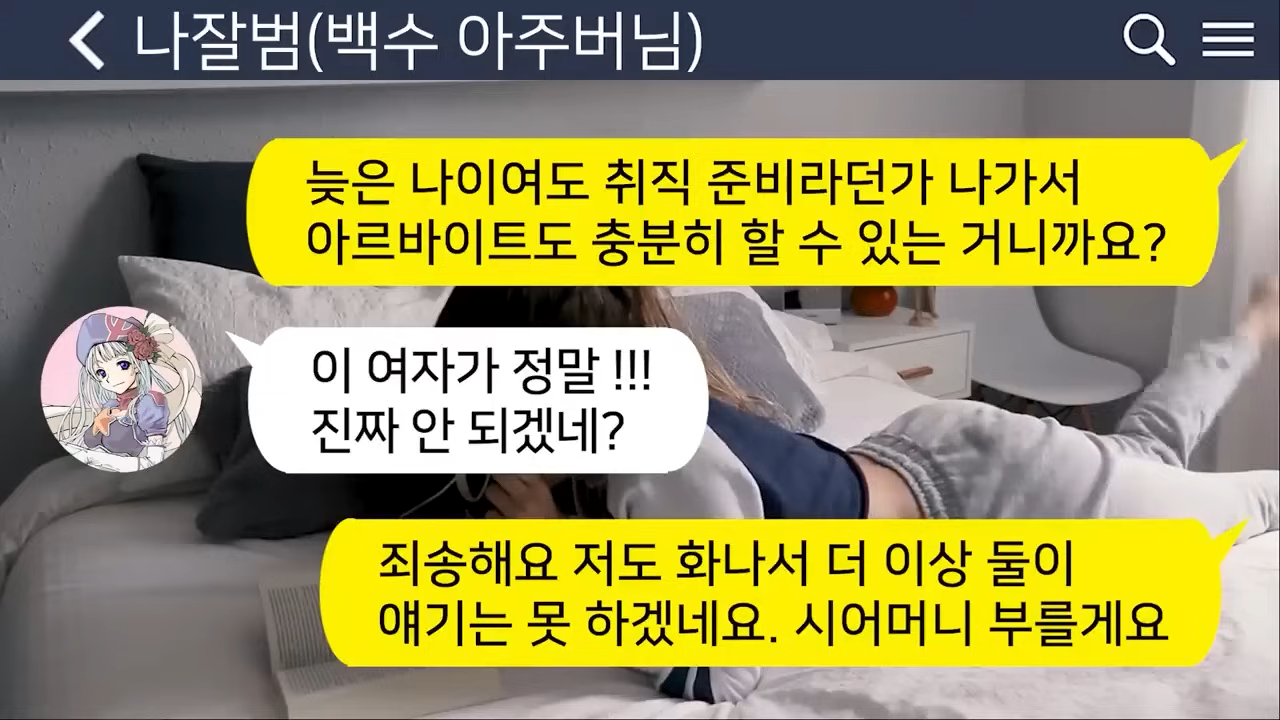 나잘범(백수 아주버님)
늦은 나이여도 취직 준비라던가 나가서
아르바이트도 충분히 할 수 있는 거니까요?
이 여자가 정말 !!!
진짜 안 되겠네?
죄송해요 저도 화나서 더 이상 둘이
얘기는 못 하겠네요. 시어머니 부를게요